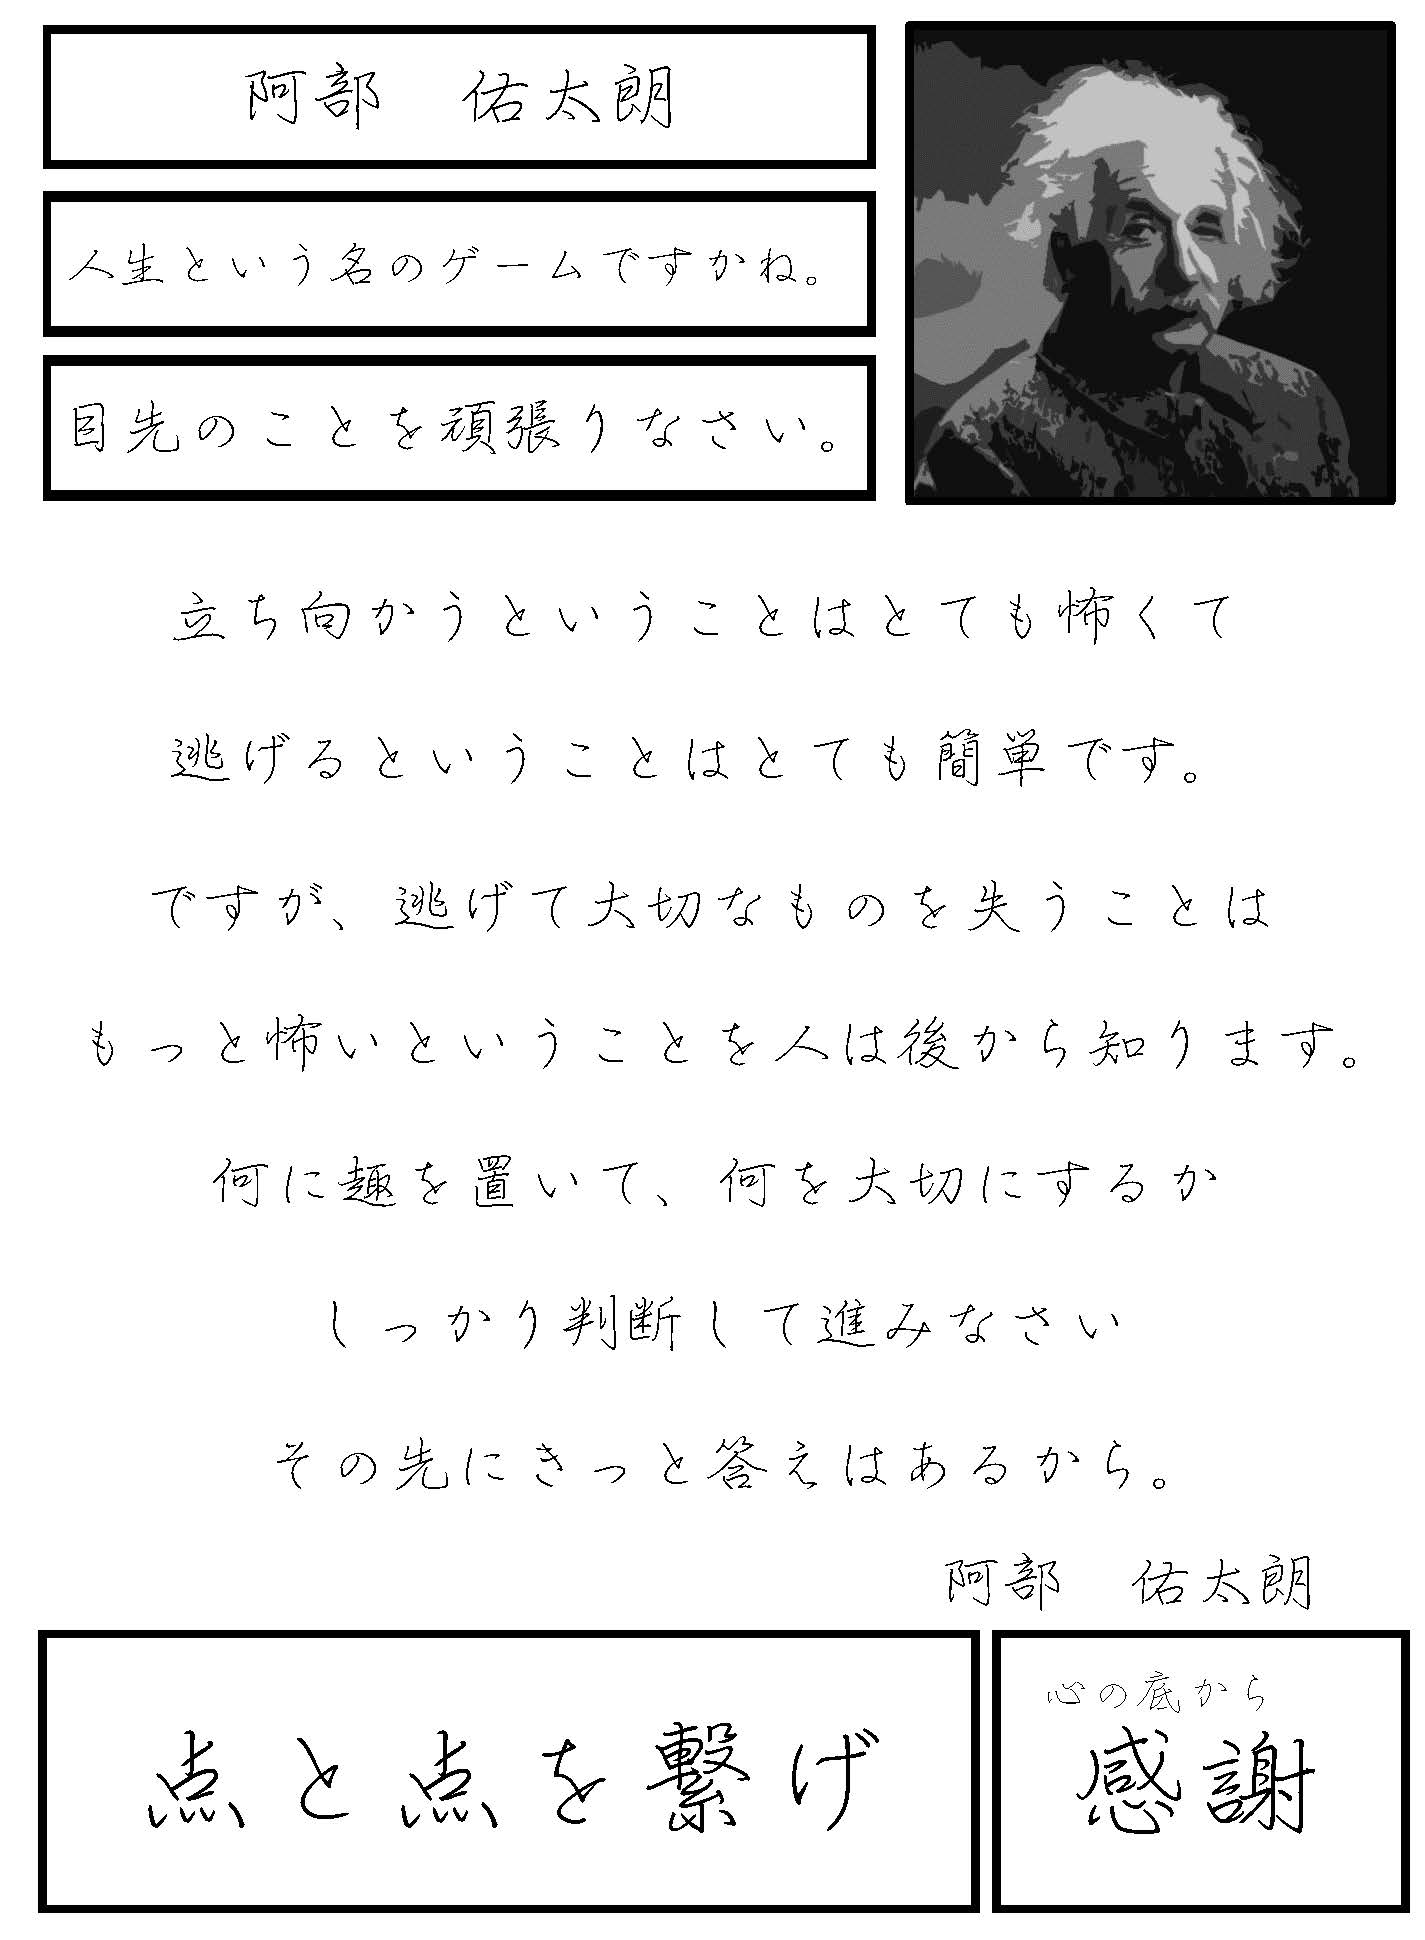 阿部　佑太朗
人生という名のゲームですかね。
目先のことを頑張りなさい。
立ち向かうということはとても怖くて
逃げるということはとても簡単です。
ですが、逃げて大切なものを失うことは
もっと怖いということを人は後から知ります。
何に趣を置いて、何を大切にするか
しっかり判断して進みなさい
その先にきっと答えはあるから。
阿部　佑太朗
点と点を繋げ
心の底から
感謝